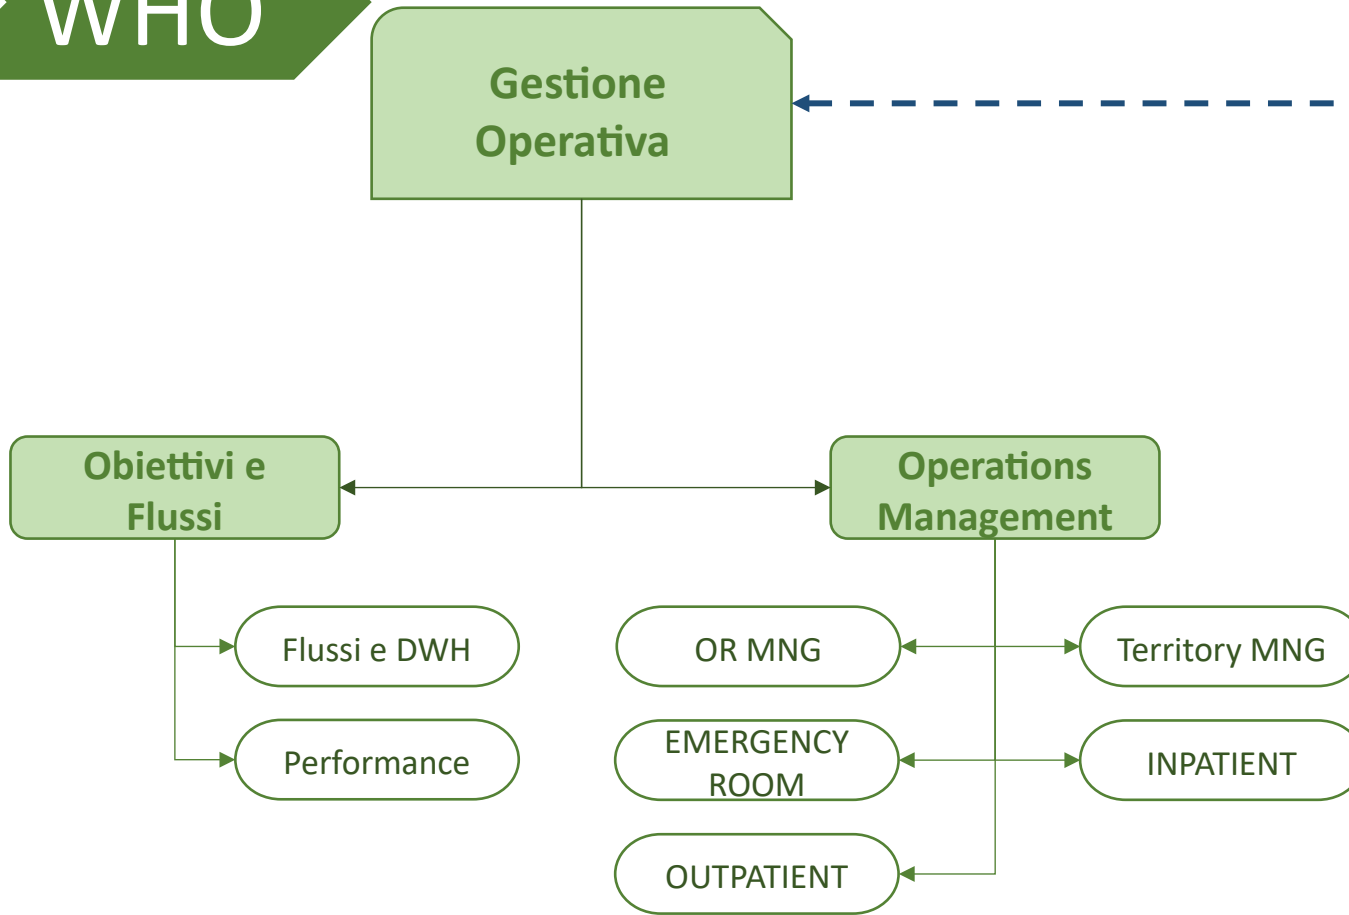 WHO
Gestione
Operativa
Obiettivi e
Flussi
Operations
Management
Flussi e DWH
OR MNG
Territory MNG
Performance
EMERGENCY
ROOM
INPATIENT
OUTPATIENT